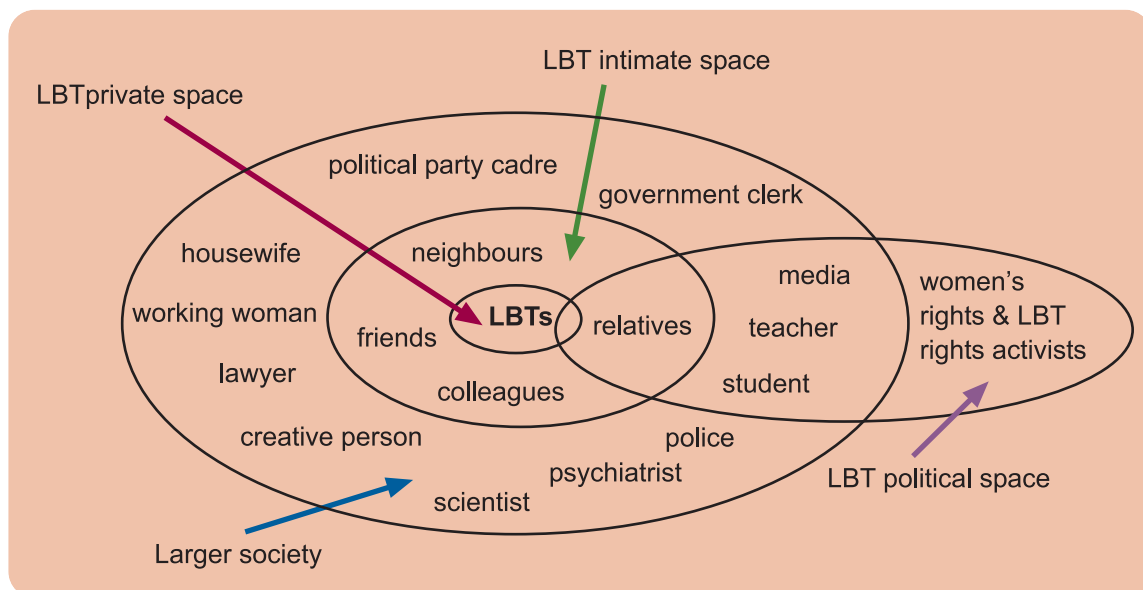 LBT intimate space
LBTprivate space
political party cadre
government clerk
housewife
neighbours
media
women's
rights & LBT
rights activists
working woman
LBTs
relatives
teacher
friends
lawyer
colleagues
student
creative person
police
psychiatrist
LBT political space
scientist
Larger society